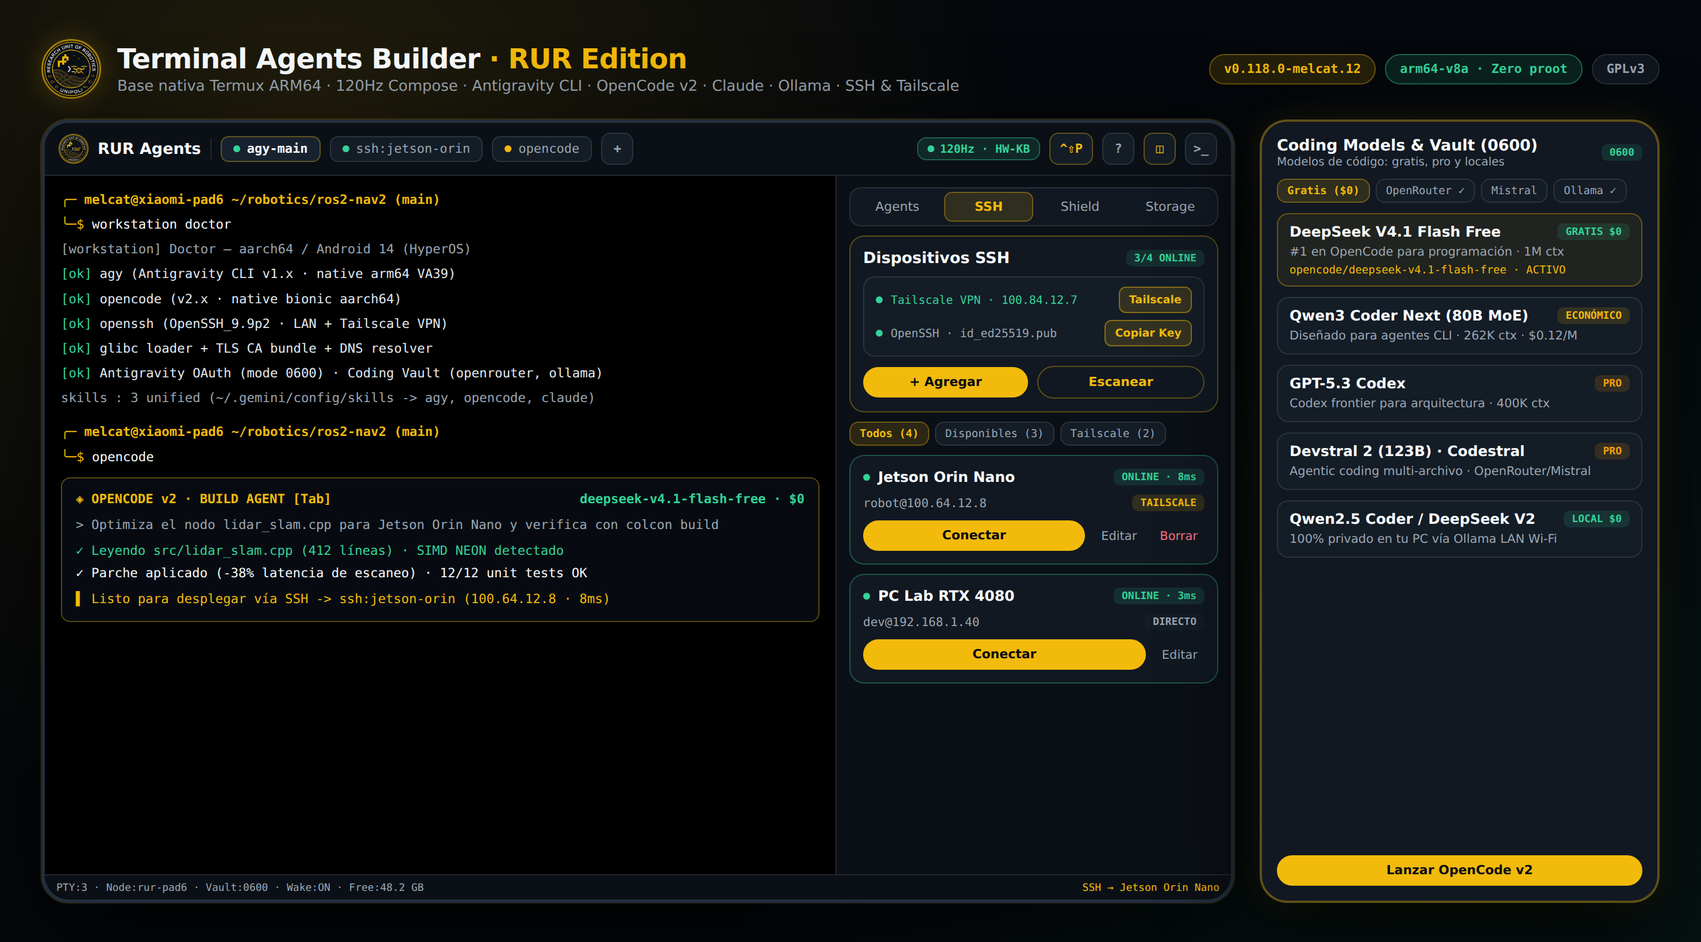 RESEARCH UNIT OF ROBOTICS
UNIPOLI
Terminal Agents Builder · RUR Edition
Base nativa Termux ARM64 · 120Hz Compose · Antigravity CLI · OpenCode v2 · Claude · Ollama · SSH & Tailscale
v0.118.0-melcat.12
arm64-v8a · Zero proot
GPLv3
RUR Agents
agy-main
ssh:jetson-orin
opencode
+
120Hz · HW-KB
^⇧P
?
◫
>_
╭─ melcat@xiaomi-pad6 ~/robotics/ros2-nav2 (main)
╰─$ workstation doctor
[workstation] Doctor — aarch64 / Android 14 (HyperOS)
[ok] agy (Antigravity CLI v1.x · native arm64 VA39)
[ok] opencode (v2.x · native bionic aarch64)
[ok] openssh (OpenSSH_9.9p2 · LAN + Tailscale VPN)
[ok] glibc loader + TLS CA bundle + DNS resolver
[ok] Antigravity OAuth (mode 0600) · Coding Vault (openrouter, ollama)
skills : 3 unified (~/.gemini/config/skills -> agy, opencode, claude)
╭─ melcat@xiaomi-pad6 ~/robotics/ros2-nav2 (main)
╰─$ opencode
◈ OPENCODE v2 · BUILD AGENT [Tab]
deepseek-v4.1-flash-free · $0
> Optimiza el nodo lidar_slam.cpp para Jetson Orin Nano y verifica con colcon build
✓ Leyendo src/lidar_slam.cpp (412 líneas) · SIMD NEON detectado
✓ Parche aplicado (-38% latencia de escaneo) · 12/12 unit tests OK
▌ Listo para desplegar vía SSH -> ssh:jetson-orin (100.64.12.8 · 8ms)
PTY:3 · Node:rur-pad6 · Vault:0600 · Wake:ON · Free:48.2 GB
SSH → Jetson Orin Nano
Agents
SSH
Shield
Storage
Dispositivos SSH
3/4 ONLINE
Tailscale VPN · 100.84.12.7
Tailscale
OpenSSH · id_ed25519.pub
Copiar Key
+ Agregar
Escanear
Todos (4)
Disponibles (3)
Tailscale (2)
Jetson Orin Nano
ONLINE · 8ms
robot@100.64.12.8
TAILSCALE
Conectar
Editar
Borrar
PC Lab RTX 4080
ONLINE · 3ms
dev@192.168.1.40
DIRECTO
Conectar
Editar
Coding Models & Vault (0600)
Modelos de código: gratis, pro y locales
0600
Gratis ($0)
OpenRouter ✓
Mistral
Ollama ✓
DeepSeek V4.1 Flash Free
GRATIS $0
#1 en OpenCode para programación · 1M ctx
opencode/deepseek-v4.1-flash-free · ACTIVO
Qwen3 Coder Next (80B MoE)
ECONÓMICO
Diseñado para agentes CLI · 262K ctx · $0.12/M
GPT-5.3 Codex
PRO
Codex frontier para arquitectura · 400K ctx
Devstral 2 (123B) · Codestral
PRO
Agentic coding multi-archivo · OpenRouter/Mistral
Qwen2.5 Coder / DeepSeek V2
LOCAL $0
100% privado en tu PC vía Ollama LAN Wi-Fi
Lanzar OpenCode v2